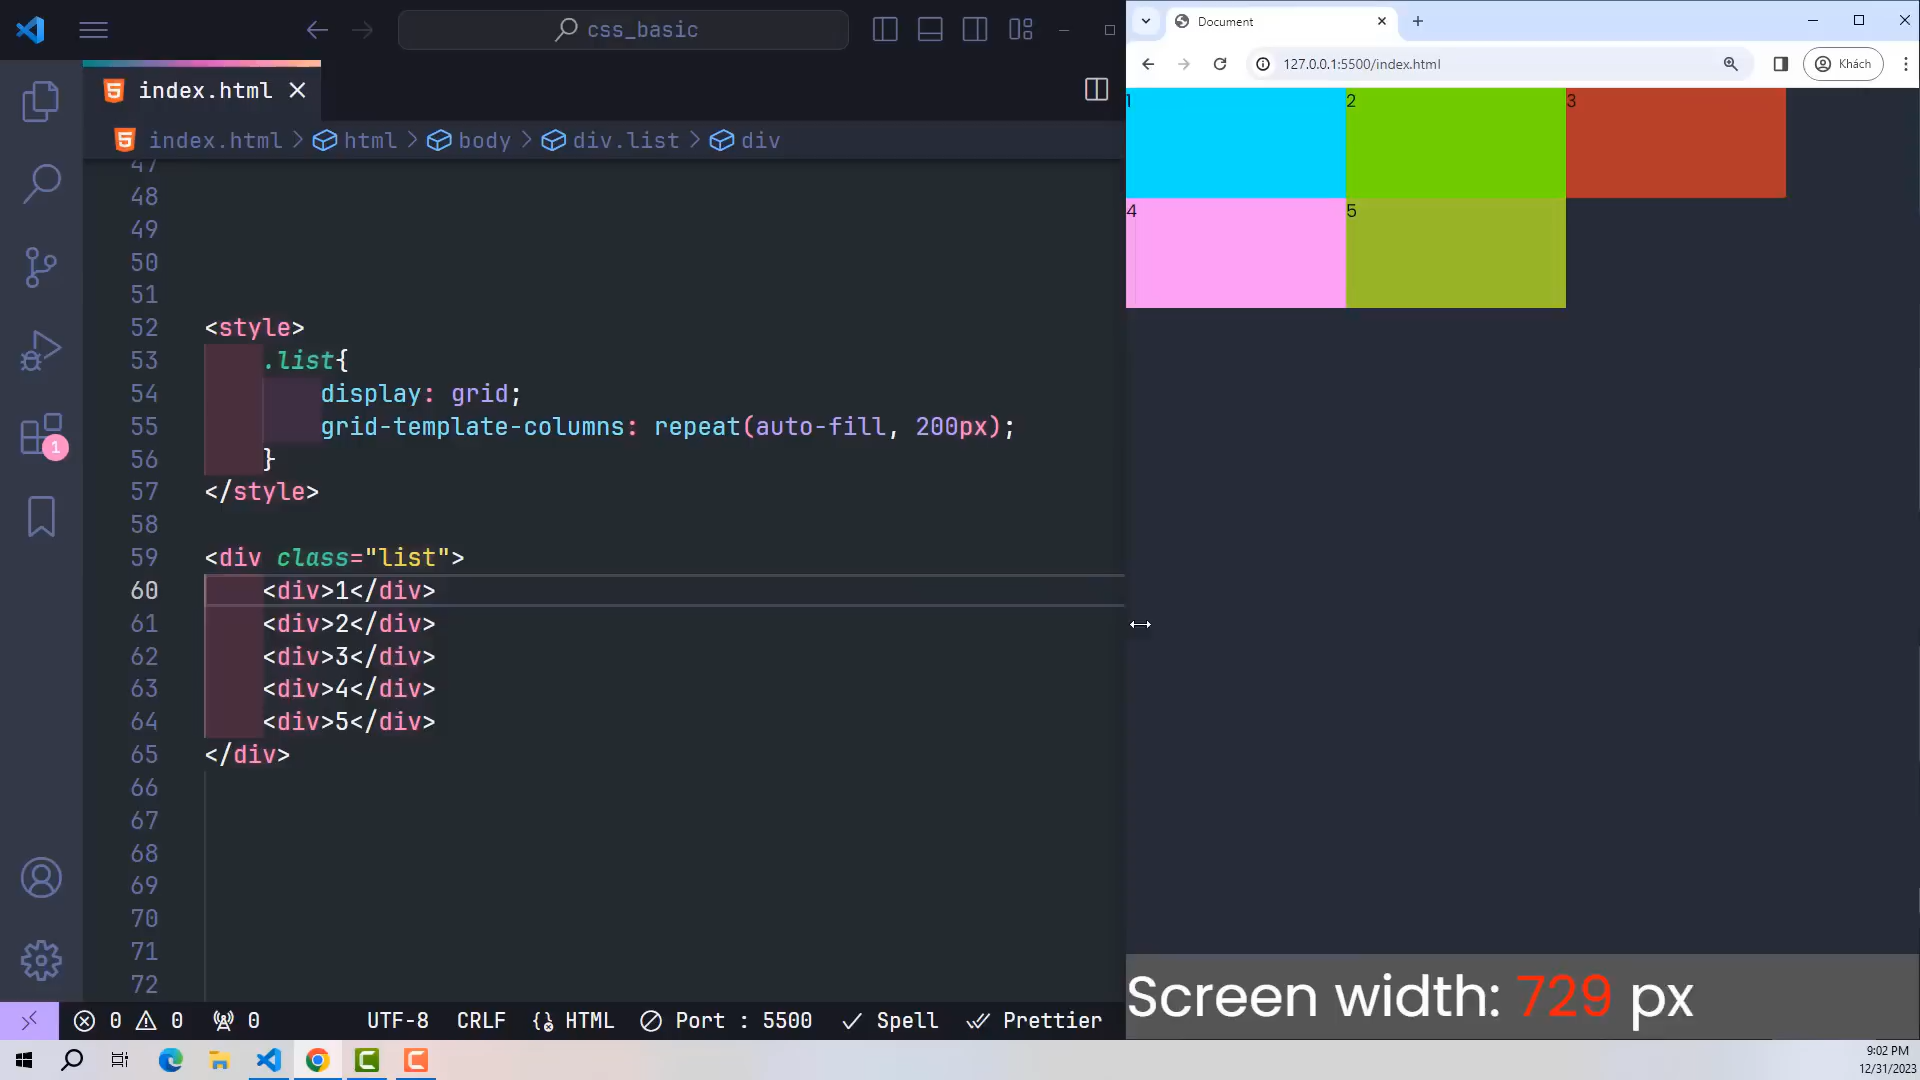 css_basic
index.html
index.html > html > body > div.list > div
47
48
49
50
51
52 <style>
53 .list{
54 display: grid;
55 grid-template-columns: repeat(auto-fill, 200px);
56 }
57 </style>
58
59 <div class="list">
60 <div>1</div>
61 <div>2</div>
62 <div>3</div>
63 <div>4</div>
64 <div>5</div>
65 </div>
66
67
68
69
70
71
72
1
0 0 0 UTF-8 CRLF {} HTML Port : 5500 Spell Prettier
Document
127.0.0.1:5500/index.html
Khách
1 2 3
4 5
Screen width: 729 px
9:02 PM
12/31/2023